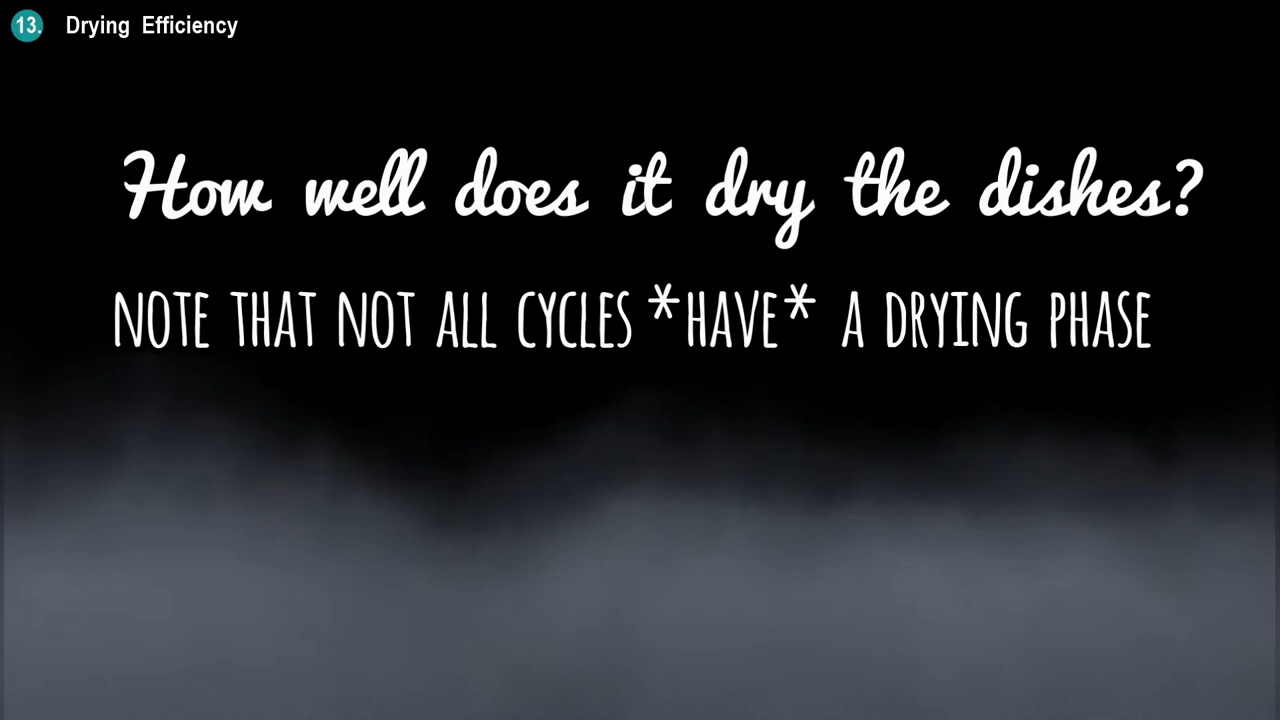 13. Drying Efficiency
How well does it dry the dishes?
NOTE THAT NOT ALL CYCLES *HAVE* A DRYING PHASE